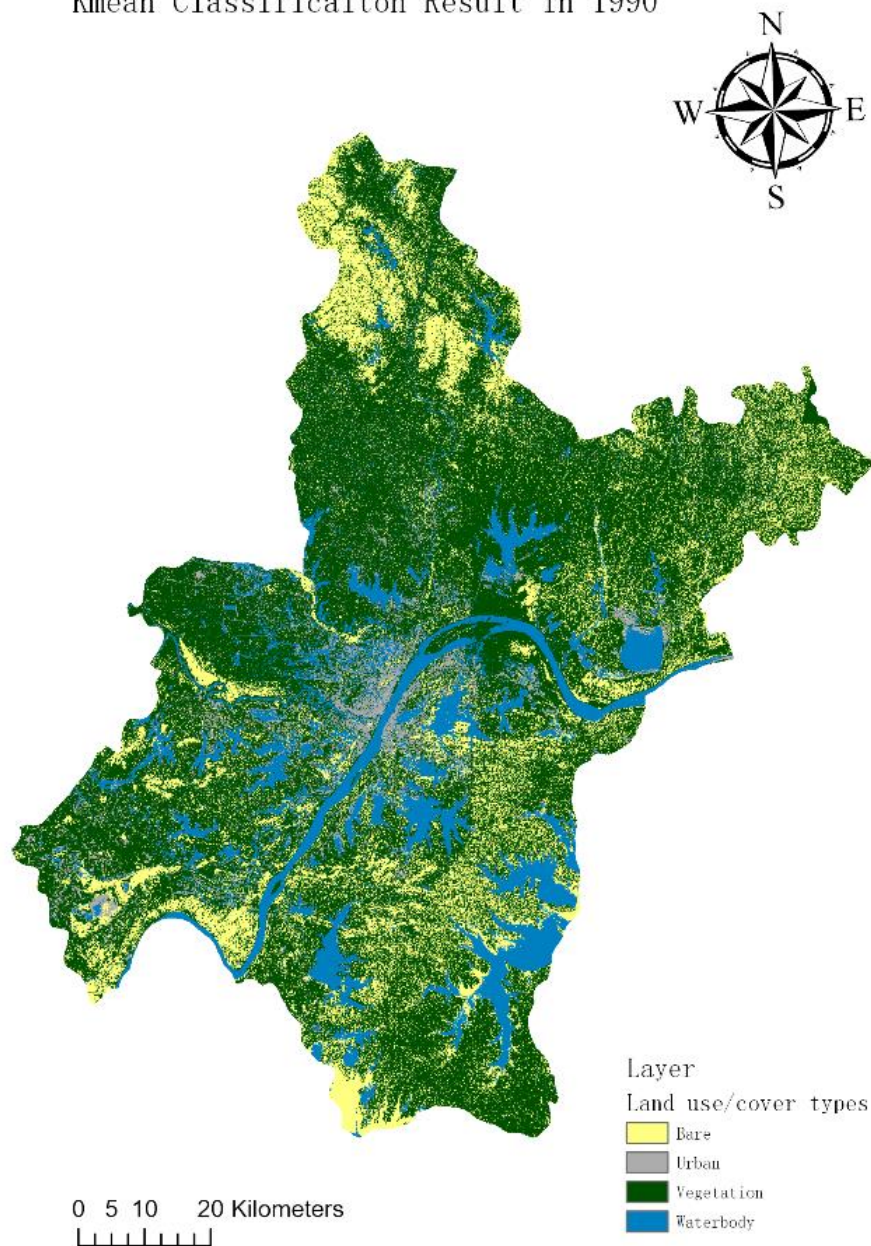 Kmean Classificaiton Result in 1990
N
W E
S
Layer
Land use/cover types
Bare
Urban
Vegetation
Waterbody
0 5 10 20 Kilometers